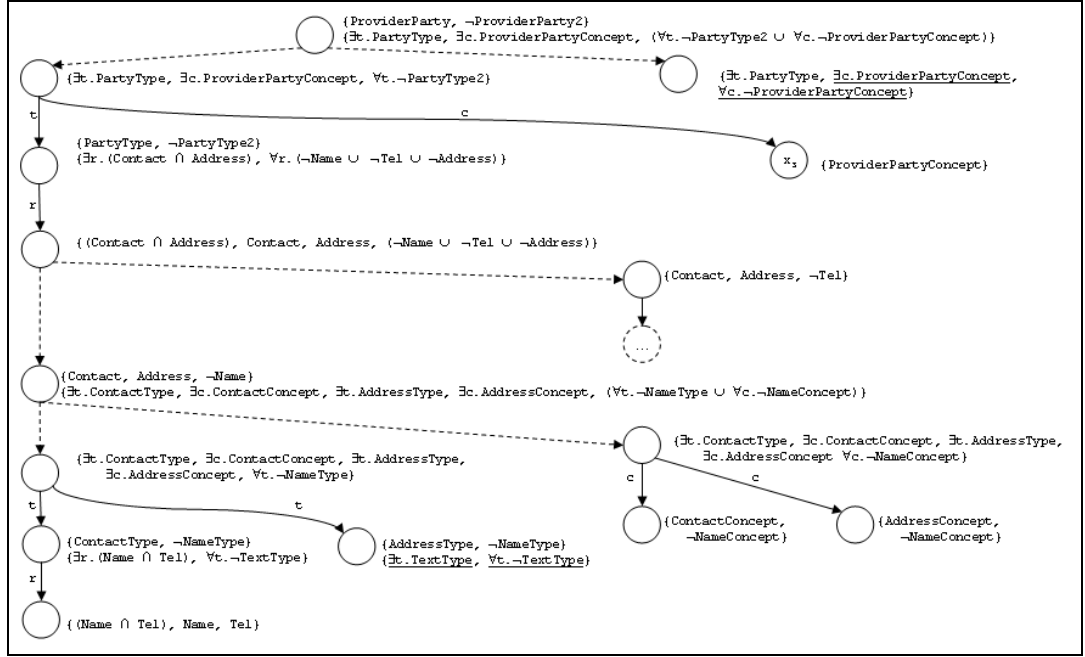 {ProviderParty, ¬ProviderParty2}
{∃t.PartyType, ∃c.ProviderPartyConcept, (∀t.¬PartyType2 ∪ ∀c.¬ProviderPartyConcept)}
{∃t.PartyType, ∃c.ProviderPartyConcept, ∀t.¬PartyType2}
{∃t.PartyType, ∃c.ProviderPartyConcept,
∀c.¬ProviderPartyConcept}
t
c
{PartyType, ¬PartyType2}
{∃r.(Contact ∩ Address), ∀r.(¬Name ∪ ¬Tel ∪ ¬Address)}
x₃
{ProviderPartyConcept}
r
{(Contact ∩ Address), Contact, Address, (¬Name ∪ ¬Tel ∪ ¬Address)}
{Contact, Address, ¬Tel}
...
{Contact, Address, ¬Name}
{∃t.ContactType, ∃c.ContactConcept, ∃t.AddressType, ∃c.AddressConcept, (∀t.¬NameType ∪ ∀c.¬NameConcept)}
{∃t.ContactType, ∃c.ContactConcept, ∃t.AddressType,
∃c.AddressConcept, ∀t.¬NameType}
{∃t.ContactType, ∃c.ContactConcept, ∃t.AddressType,
∃c.AddressConcept ∀c.¬NameConcept}
t
t
c
c
{ContactType, ¬NameType}
{∃r.(Name ∩ Tel), ∀t.¬TextType}
{AddressType, ¬NameType}
{∃t.TextType, ∀t.¬TextType}
{ContactConcept,
¬NameConcept}
{AddressConcept,
¬NameConcept}
r
{(Name ∩ Tel), Name, Tel}